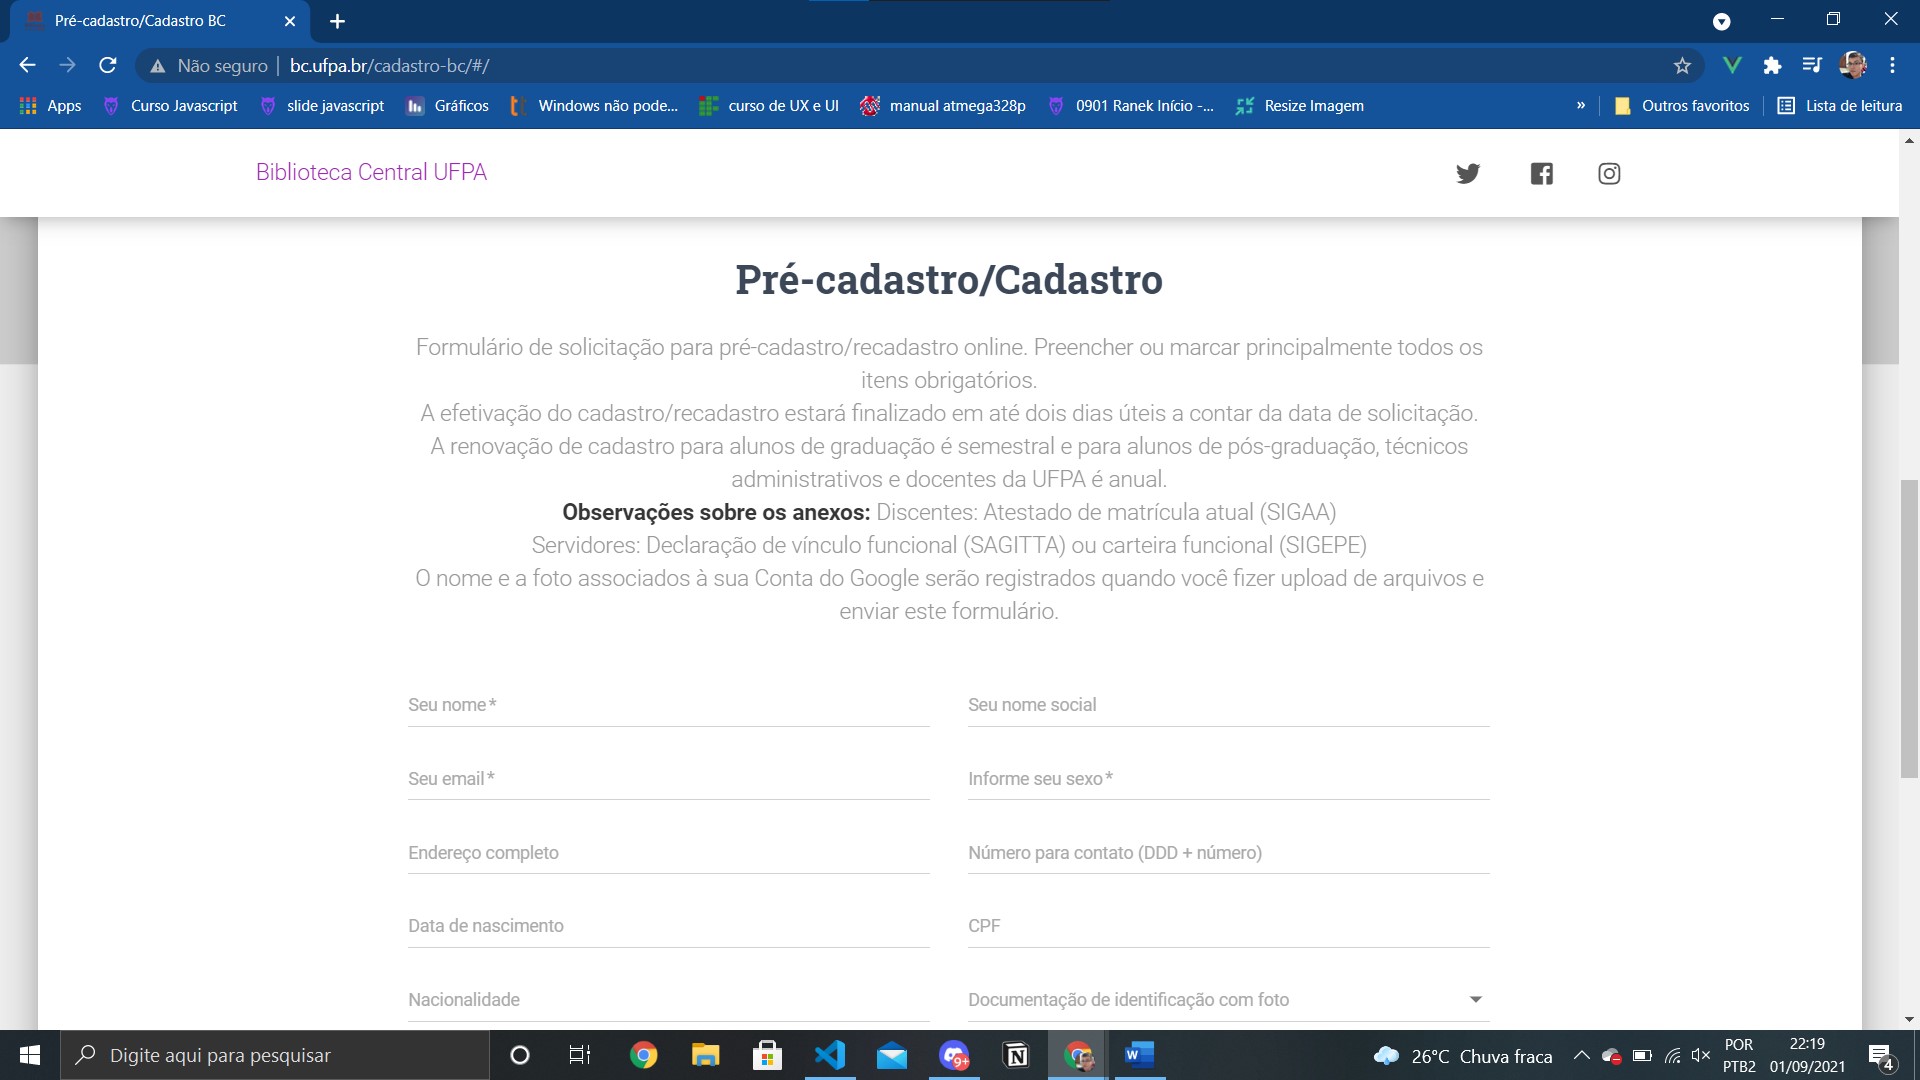 Pré-cadastro/Cadastro BC
Não seguro | bc.ufpa.br/cadastro-bc/#/
Apps Curso Javascript slide javascript Gráficos Windows não pode... curso de UX e UI manual atmega328p 0901 Ranek Início -... Resize Imagem » Outros favoritos Lista de leitura
Biblioteca Central UFPA
Pré-cadastro/Cadastro
Formulário de solicitação para pré-cadastro/recadastro online. Preencher ou marcar principalmente todos os
itens obrigatórios.
A efetivação do cadastro/recadastro estará finalizado em até dois dias úteis a contar da data de solicitação.
A renovação de cadastro para alunos de graduação é semestral e para alunos de pós-graduação, técnicos
administrativos e docentes da UFPA é anual.
Observações sobre os anexos: Discentes: Atestado de matrícula atual (SIGAA)
Servidores: Declaração de vínculo funcional (SAGITTA) ou carteira funcional (SIGEPE)
O nome e a foto associados à sua Conta do Google serão registrados quando você fizer upload de arquivos e
enviar este formulário.
Seu nome* Seu nome social
Seu email* Informe seu sexo*
Endereço completo Número para contato (DDD + número)
Data de nascimento CPF
Nacionalidade Documentação de identificação com foto
Digite aqui para pesquisar 9+ 26°C Chuva fraca POR 22:19
PTB2 01/09/2021 4